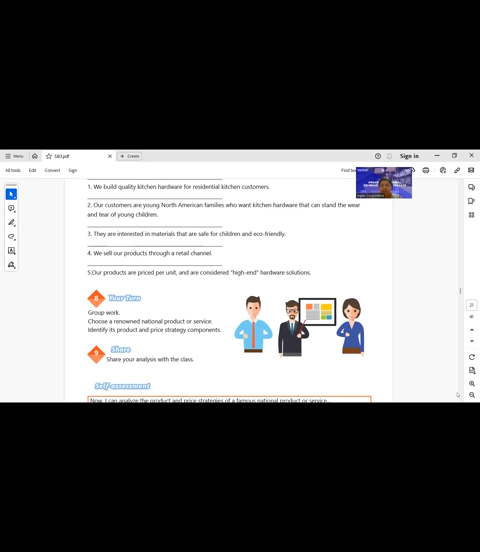 Menu
SB3.pdf
Create
Sign in
All tools
Edit
Convert
Sign
1. We build quality kitchen hardware for residential kitchen customers.
2. Our customers are young North American families who want kitchen hardware that can stand the wear
and tear of young children.
3. They are interested in materials that are safe for children and eco-friendly.
4. We sell our products through a retail channel.
5.Our products are priced per unit, and are considered "high-end" hardware solutions.
8 Your Turn
Group work.
Choose a renowned national product or service.
Identify its product and price strategy components.
9 Share
Share your analysis with the class.
Self-assessment
Now, I can analyze the product and price strategies of a famous national product or service...